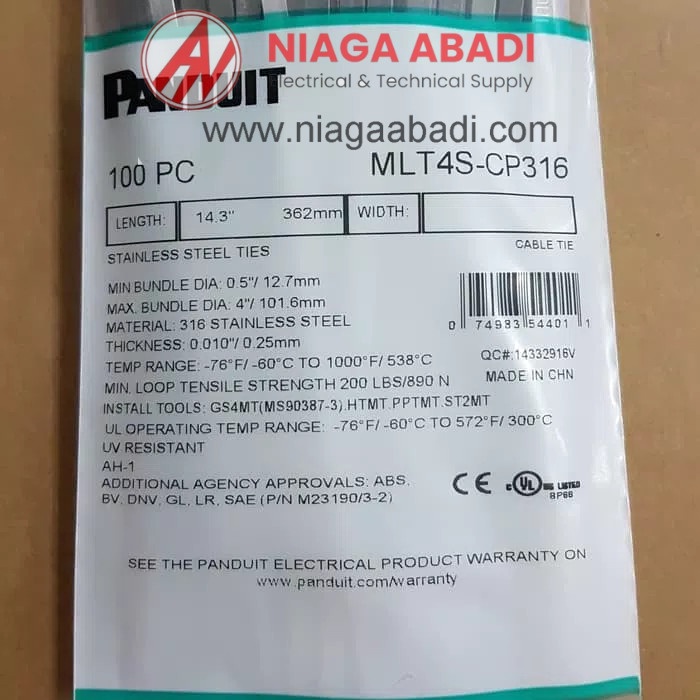 NIAGA ABADI
Electrical & Technical Supply
PANDUIT
www.niagaabadi.com
100 PC
MLT4S-CP316
LENGTH: 14.3" 362mm WIDTH:
STAINLESS STEEL TIES
CABLE TIE
MIN BUNDLE DIA: 0.5"/ 12.7mm
MAX. BUNDLE DIA: 4"/ 101.6mm
MATERIAL: 316 STAINLESS STEEL
THICKNESS: 0.010"/ 0.25mm
TEMP RANGE: -76°F/ -60°C TO 1000°F/ 538°C
MIN. LOOP TENSILE STRENGTH 200 LBS/890 N
INSTALL TOOLS: GS4MT(MS90387-3).HTMT.PPTMT.ST2MT
UL OPERATING TEMP RANGE: -76°F/ -60°C TO 572°F/ 300°C
UV RESISTANT
AH-1
ADDITIONAL AGENCY APPROVALS: ABS.
BV, DNV, GL, LR, SAE (P/N M23190/3-2)
0 74983 54401 1
QC#:14332916V
MADE IN CHN
CE
c UL us LISTED
8P68
SEE THE PANDUIT ELECTRICAL PRODUCT WARRANTY ON
www.panduit.com/warranty